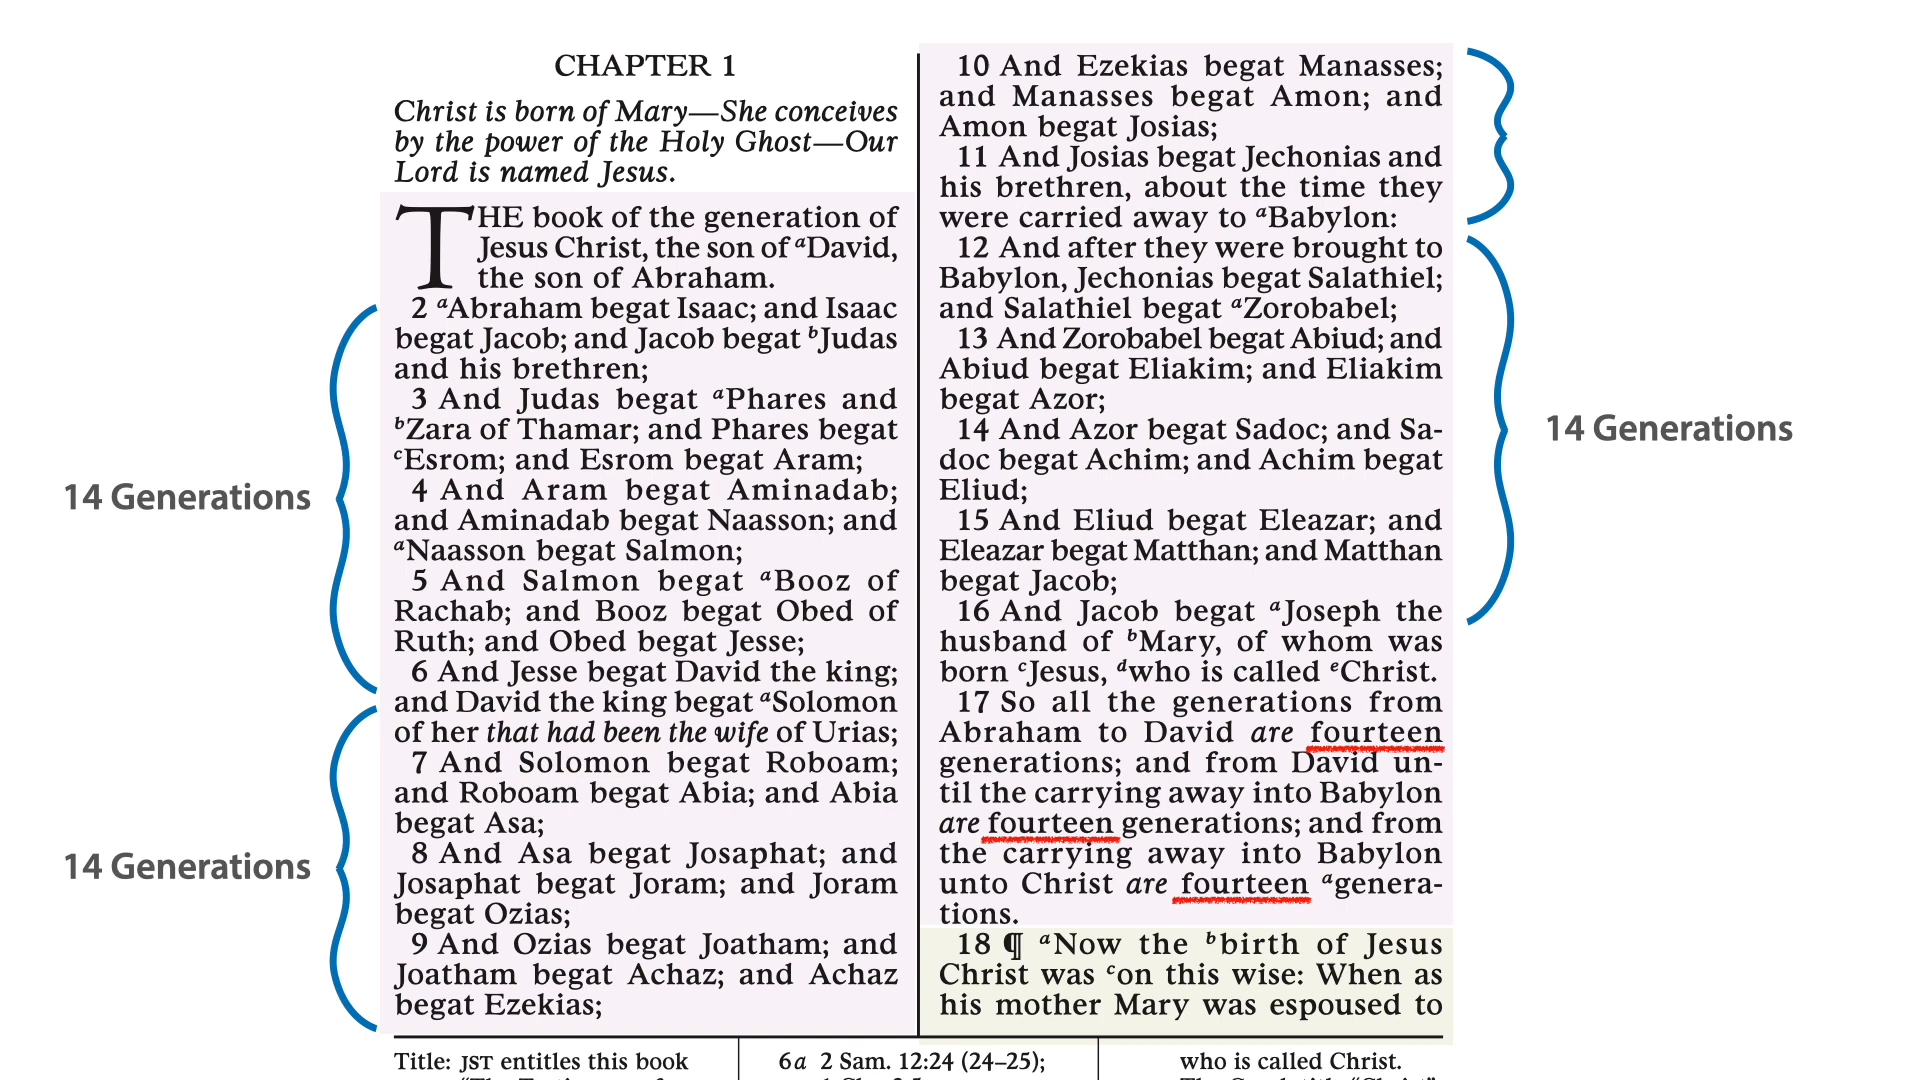 CHAPTER 1
Christ is born of Mary—She conceives
by the power of the Holy Ghost—Our
Lord is named Jesus.
THE book of the generation of
Jesus Christ, the son of aDavid,
the son of Abraham.
2 aAbraham begat Isaac; and Isaac
begat Jacob; and Jacob begat bJudas
and his brethren;
3 And Judas begat aPhares and
bZara of Thamar; and Phares begat
cEsrom; and Esrom begat Aram;
4 And Aram begat Aminadab;
and Aminadab begat Naasson; and
aNaasson begat Salmon;
5 And Salmon begat aBooz of
Rachab; and Booz begat Obed of
Ruth; and Obed begat Jesse;
6 And Jesse begat David the king;
and David the king begat aSolomon
of her that had been the wife of Urias;
7 And Solomon begat Roboam;
and Roboam begat Abia; and Abia
begat Asa;
8 And Asa begat Josaphat; and
Josaphat begat Joram; and Joram
begat Ozias;
9 And Ozias begat Joatham; and
Joatham begat Achaz; and Achaz
begat Ezekias;
14 Generations
14 Generations
10 And Ezekias begat Manasses;
and Manasses begat Amon; and
Amon begat Josias;
11 And Josias begat Jechonias and
his brethren, about the time they
were carried away to aBabylon:
12 And after they were brought to
Babylon, Jechonias begat Salathiel;
and Salathiel begat aZorobabel;
13 And Zorobabel begat Abiud; and
Abiud begat Eliakim; and Eliakim
begat Azor;
14 And Azor begat Sadoc; and Sa-
doc begat Achim; and Achim begat
Eliud;
15 And Eliud begat Eleazar; and
Eleazar begat Matthan; and Matthan
begat Jacob;
16 And Jacob begat aJoseph the
husband of bMary, of whom was
born cJesus, dwho is called eChrist.
17 So all the generations from
Abraham to David are fourteen
generations; and from David un-
til the carrying away into Babylon
are fourteen generations; and from
the carrying away into Babylon
unto Christ are fourteen agenera-
tions.
18 ¶ aNow the bbirth of Jesus
Christ was con this wise: When as
his mother Mary was espoused to
14 Generations
Title: JST entitles this book
6a 2 Sam. 12:24 (24–25);
who is called Christ.